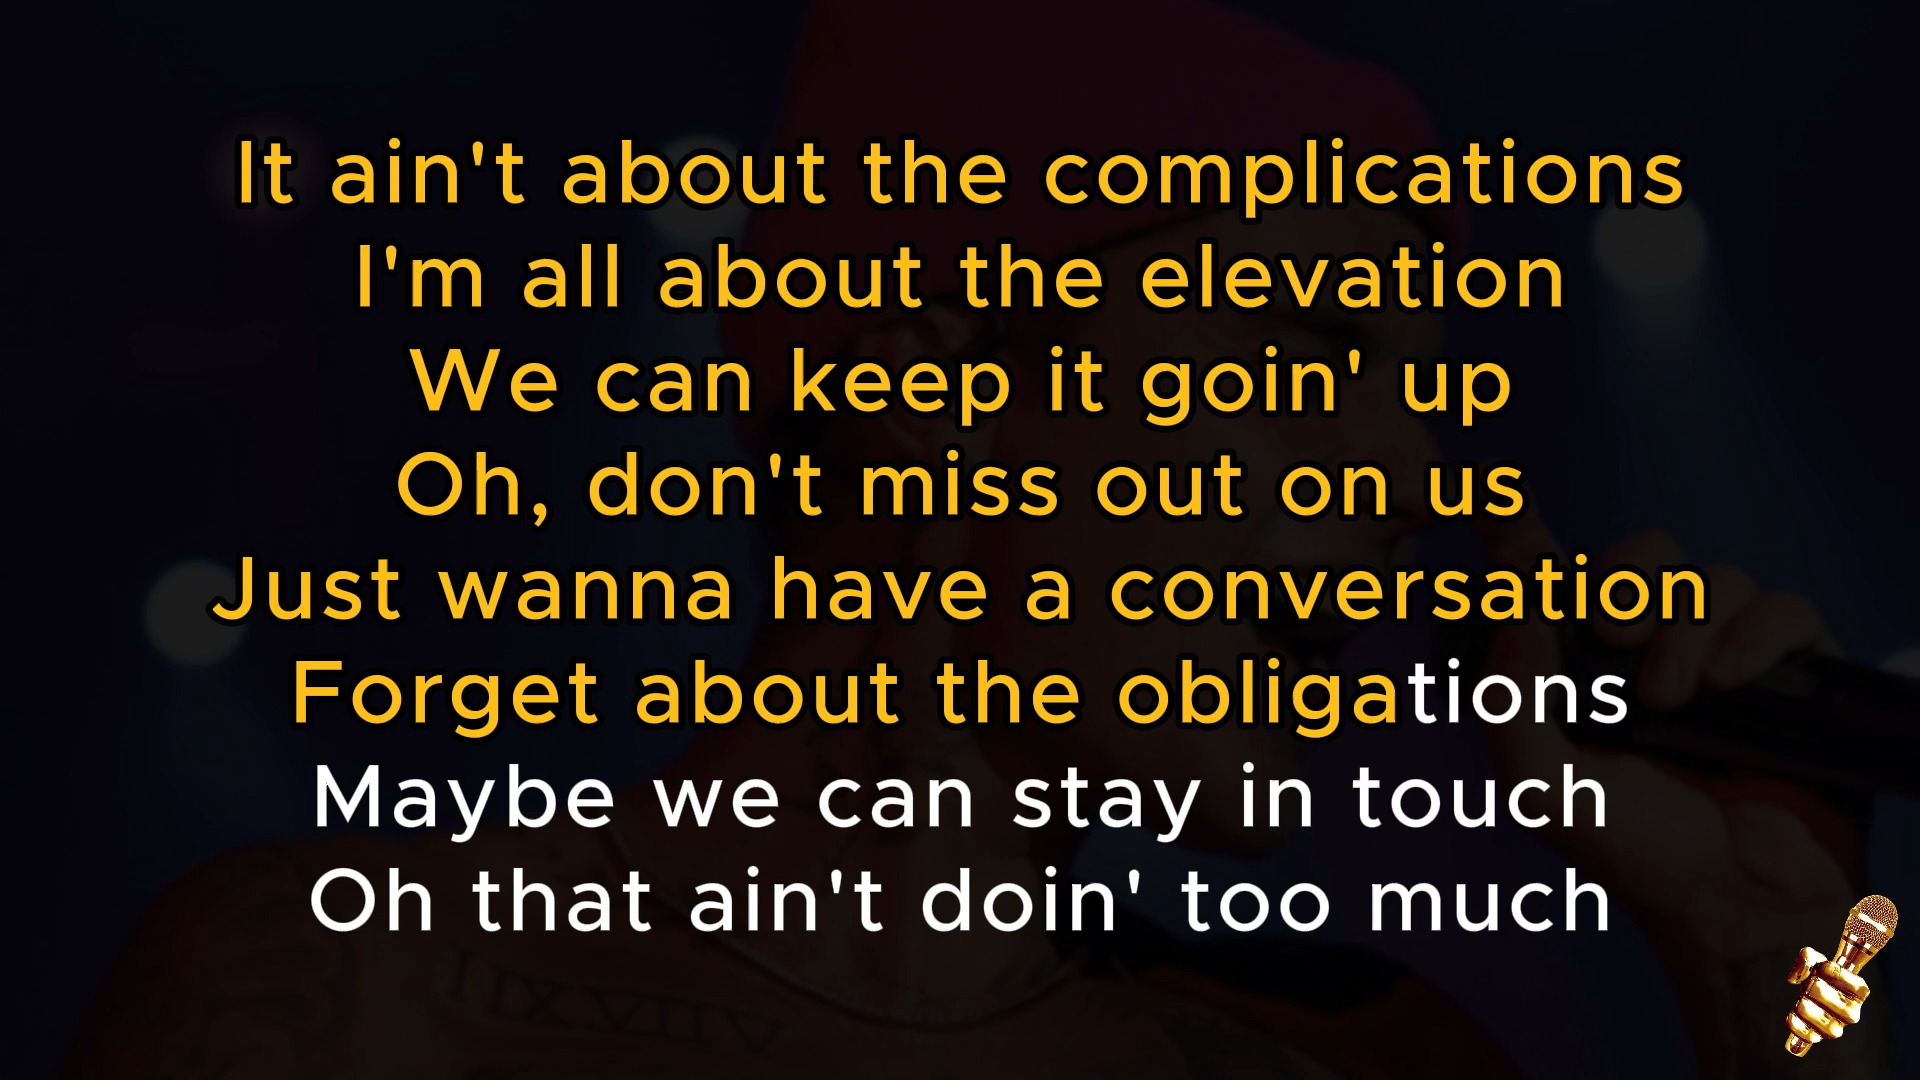 It ain't about the complications
I'm all about the elevation
We can keep it goin' up
Oh, don't miss out on us
Just wanna have a conversation
Forget about the obligations
Maybe we can stay in touch
Oh that ain't doin' too much